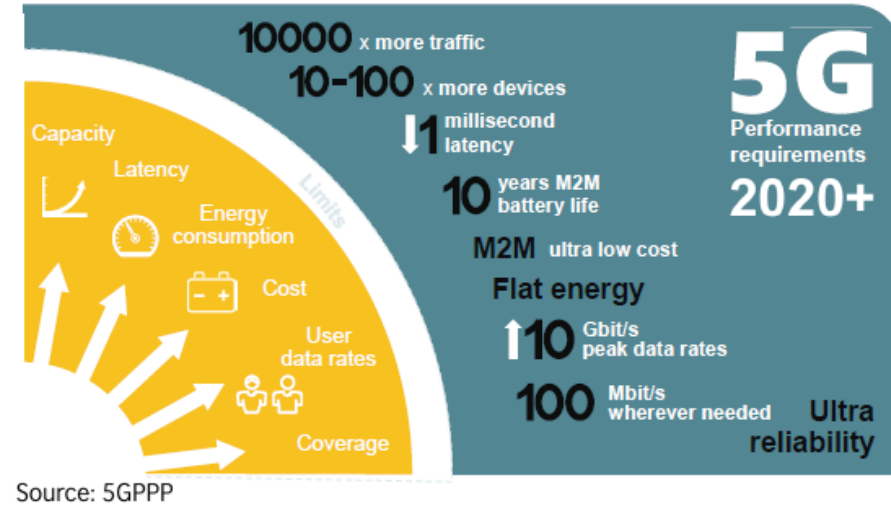 10000 x more traffic
10-100 x more devices
1 millisecond
latency
10 years M2M
battery life
M2M ultra low cost
Flat energy
10 Gbit/s
peak data rates
100 Mbit/s
wherever needed
Ultra
reliability
5G
Performance
requirements
2020+
Limits
Capacity
Latency
Energy
consumption
Cost
User
data rates
Coverage
Source: 5GPPP